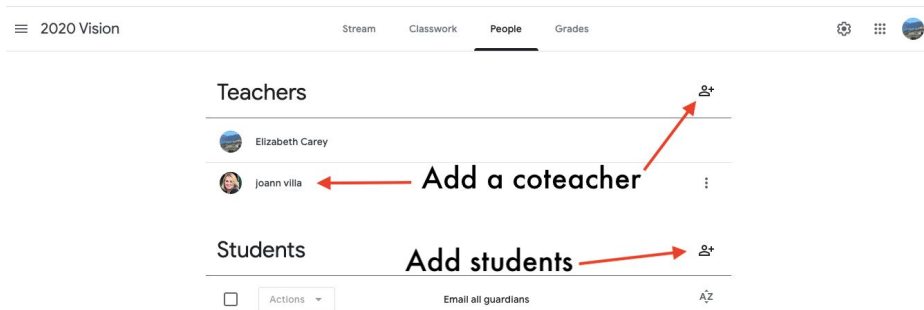 2020 Vision
Stream Classwork People Grades
Teachers
Elizabeth Carey
joann villa
Add a coteacher
Students
Add students
Actions
Email all guardians
AZ